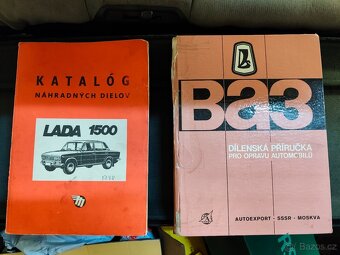 KATALÓG
NÁHRADNÝCH DIELOV
LADA 1500
Ваз
DÍLENSKÁ PŘÍRUČKA
PRO OPRAVU AUTOMOBILŮ
AUTOEXPORT - SSSR - MOSKVA
Bazos.cz